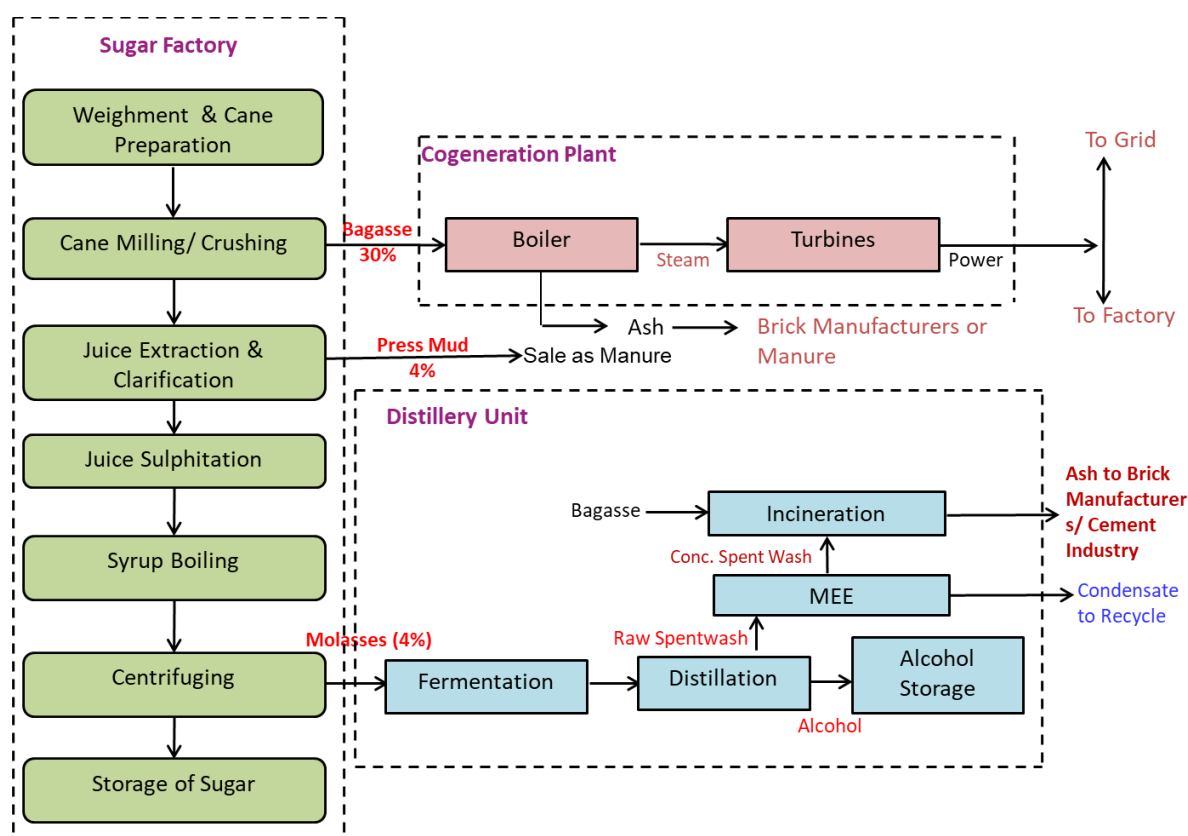 Sugar Factory
Weighment & Cane
Preparation
Cane Milling/ Crushing
Juice Extraction &
Clarification
Juice Sulphitation
Syrup Boiling
Centrifuging
Storage of Sugar
Bagasse
30%
Cogeneration Plant
Boiler
Steam
Turbines
Power
To Grid
To Factory
Ash
Brick Manufacturers or
Manure
Press Mud
4%
Sale as Manure
Distillery Unit
Bagasse
Incineration
Ash to Brick
Manufacturer
s/ Cement
Industry
Conc. Spent Wash
MEE
Condensate
to Recycle
Raw Spentwash
Molasses (4%)
Fermentation
Distillation
Alcohol
Alcohol
Storage